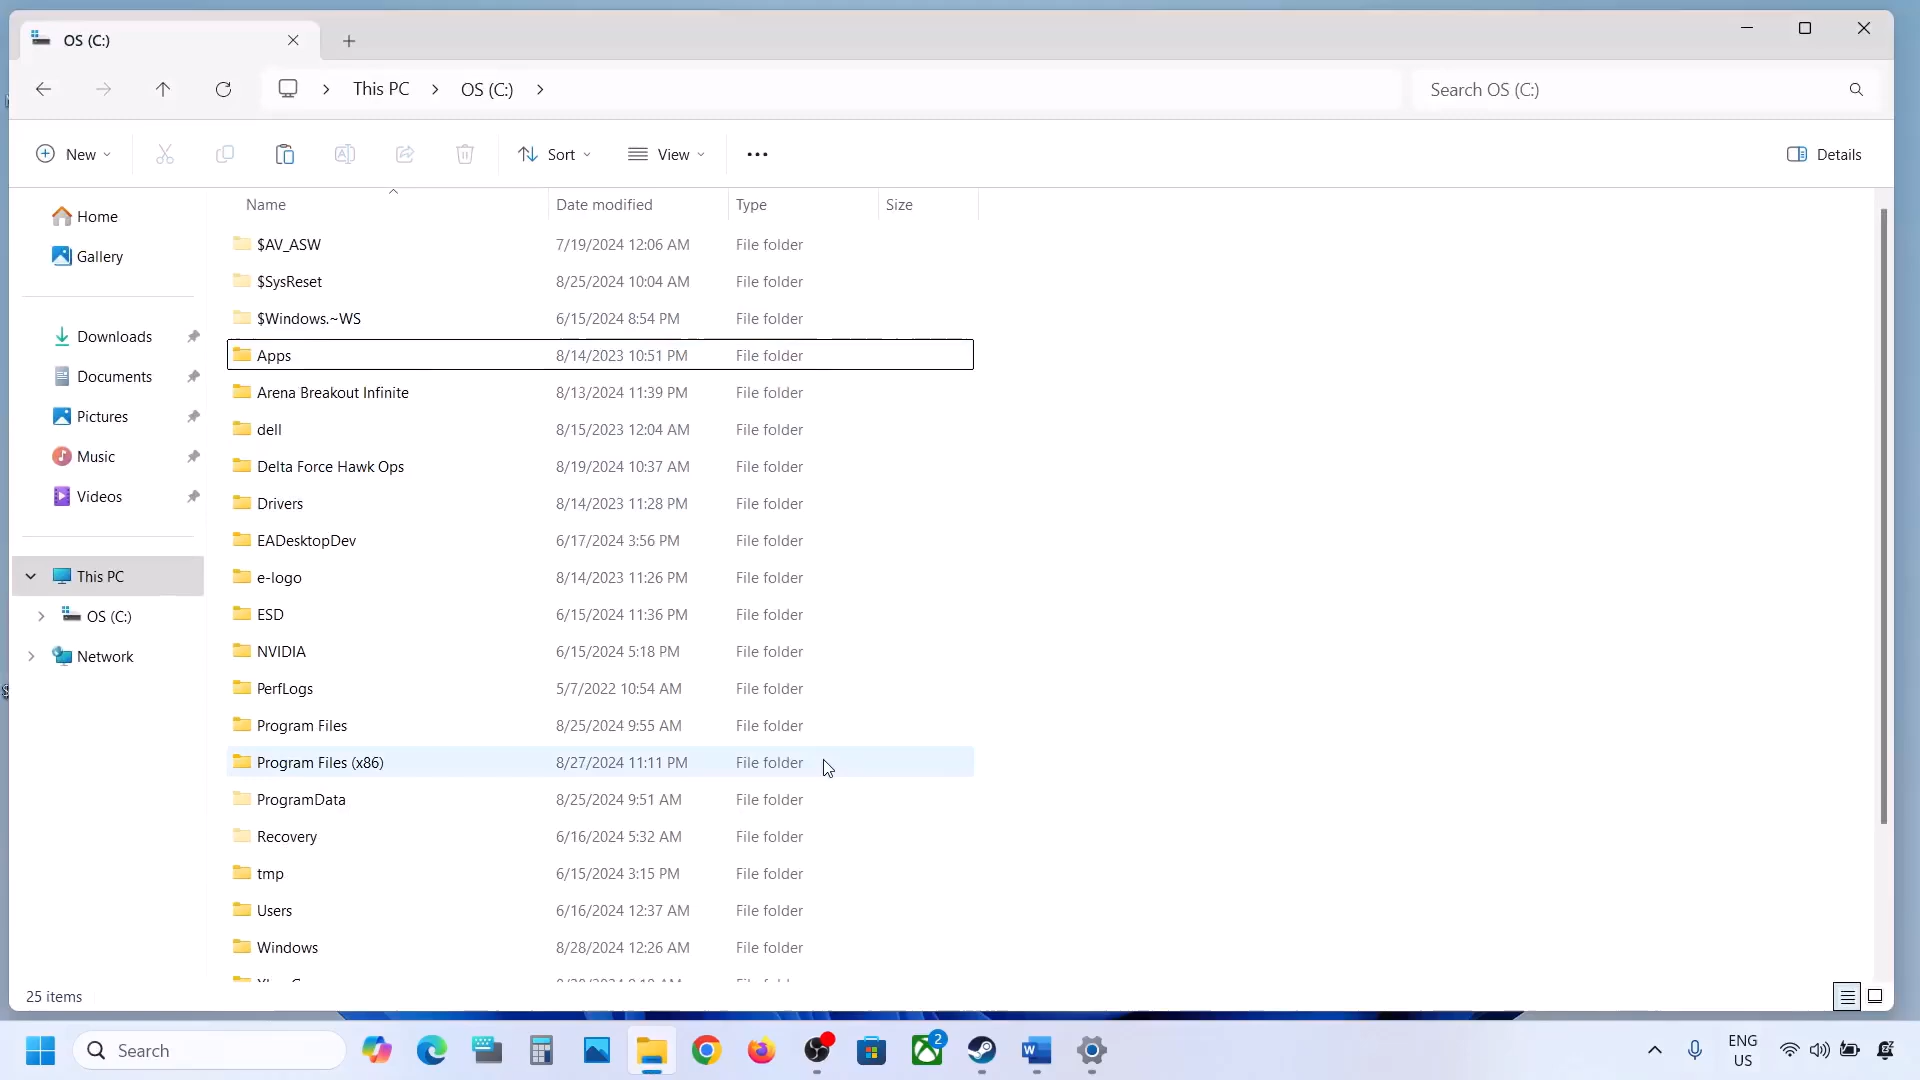 OS (C:)
This PC OS (C:)
Search OS (C:)
New Sort View Details
Name Date modified Type Size
Home
Gallery
Downloads
Documents
Pictures
Music
Videos
This PC
OS (C:)
Network
$AV_ASW 7/19/2024 12:06 AM File folder
$SysReset 8/25/2024 10:04 AM File folder
$Windows.~WS 6/15/2024 8:54 PM File folder
Apps 8/14/2023 10:51 PM File folder
Arena Breakout Infinite 8/13/2024 11:39 PM File folder
dell 8/15/2023 12:04 AM File folder
Delta Force Hawk Ops 8/19/2024 10:37 AM File folder
Drivers 8/14/2023 11:28 PM File folder
EADesktopDev 6/17/2024 3:56 PM File folder
e-logo 8/14/2023 11:26 PM File folder
ESD 6/15/2024 11:36 PM File folder
NVIDIA 6/15/2024 5:18 PM File folder
PerfLogs 5/7/2022 10:54 AM File folder
Program Files 8/25/2024 9:55 AM File folder
Program Files (x86) 8/27/2024 11:11 PM File folder
ProgramData 8/25/2024 9:51 AM File folder
Recovery 6/16/2024 5:32 AM File folder
tmp 6/15/2024 3:15 PM File folder
Users 6/16/2024 12:37 AM File folder
Windows 8/28/2024 12:26 AM File folder
25 items
Search
2
ENG
US